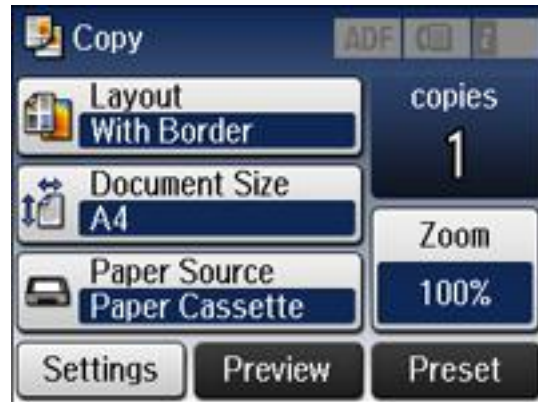 Copy
ADF
Layout
With Border
copies
1
Document Size
A4
Zoom
100%
Paper Source
Paper Cassette
Settings
Preview
Preset